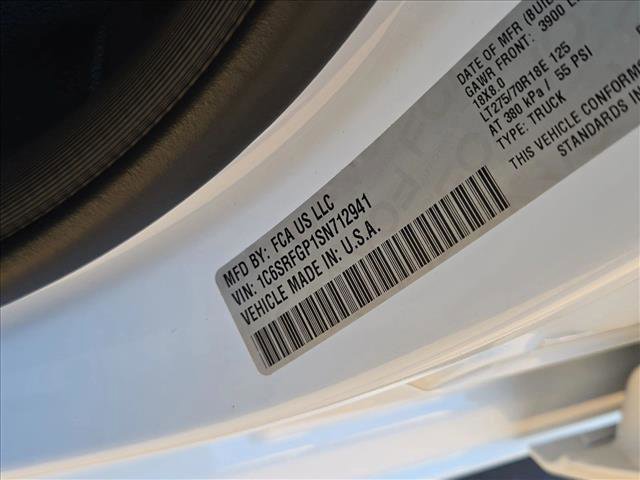 MFD BY: FCA US LLC
VIN: 1C6SRFGP1SN712941
VEHICLE MADE IN: U.S.A.
DATE OF MFR (BUIL
GAWR FRONT: 3900 L
18X8.0
LT275/70R18E 125
AT 380 kPa / 55 PSI
TYPE: TRUCK
THIS VEHICLE CONFORMS
STANDARDS IN